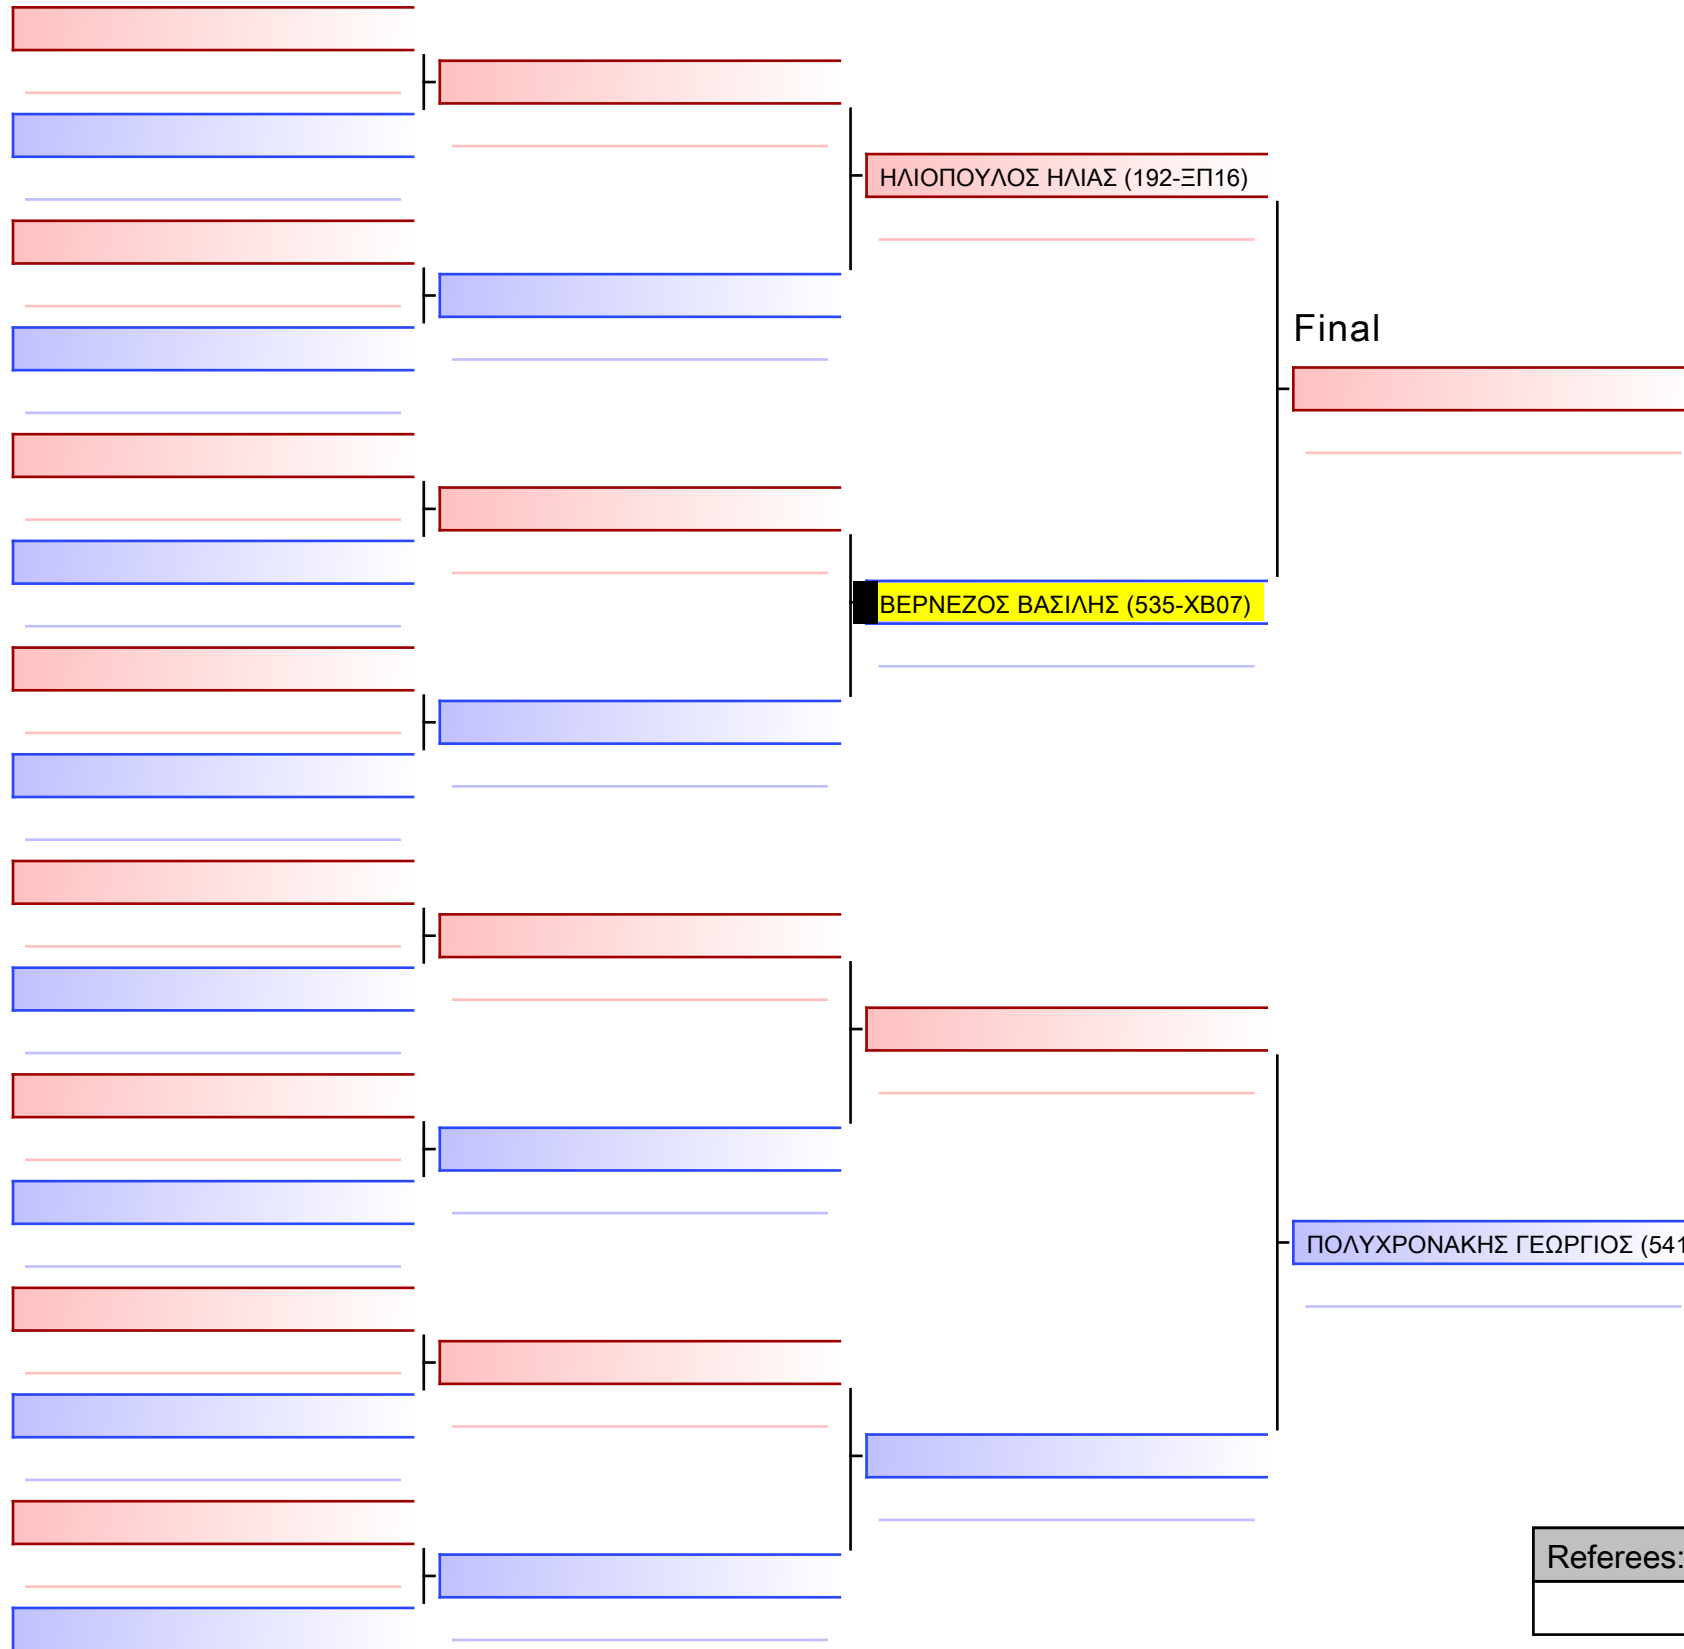 ΗΛΙΟΠΟΥΛΟΣ ΗΛΙΑΣ (192-ΞΠ16)
Final
ΒΕΡΝΕΖΟΣ ΒΑΣΙΛΗΣ (535-ΧΒ07)
ΠΟΛΥΧΡΟΝΑΚΗΣ ΓΕΩΡΓΙΟΣ (541
Referees: